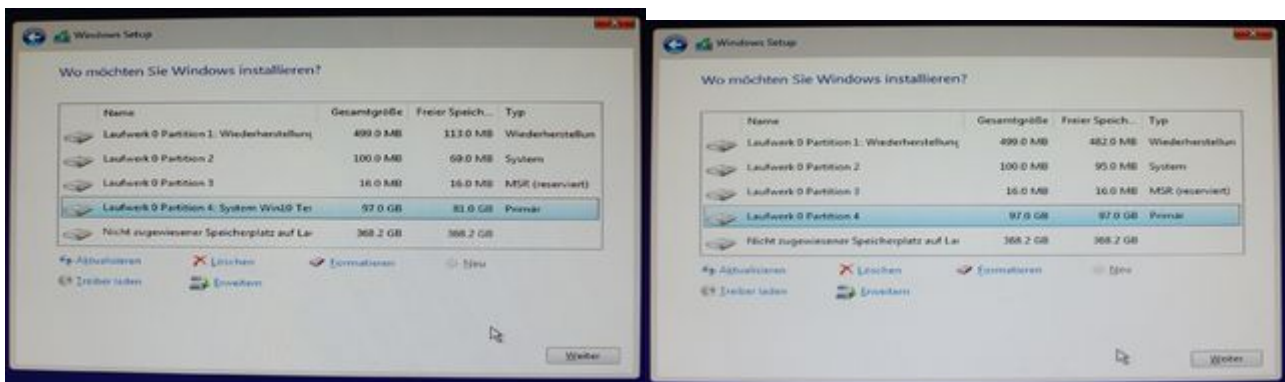 Windows Setup
Wo möchten Sie Windows installieren?
Name Gesamtgröße Freier Speich... Typ
Laufwerk 0 Partition 1: Wiederherstellung 499.0 MB 113.0 MB Wiederherstellun
Laufwerk 0 Partition 2 100.0 MB 69.0 MB System
Laufwerk 0 Partition 3 16.0 MB 16.0 MB MSR (reserviert)
Laufwerk 0 Partition 4: System Win10 Tes 97.0 GB 81.0 GB Primär
Nicht zugewiesener Speicherplatz auf La 368.2 GB 368.2 GB
Aktualisieren Löschen Formatieren Neu
Treiber laden Erweitern
Weiter
Windows Setup
Wo möchten Sie Windows installieren?
Name Gesamtgröße Freier Speich... Typ
Laufwerk 0 Partition 1: Wiederherstellung 499.0 MB 482.0 MB Wiederherstellun
Laufwerk 0 Partition 2 100.0 MB 95.0 MB System
Laufwerk 0 Partition 3 16.0 MB 16.0 MB MSR (reserviert)
Laufwerk 0 Partition 4 97.0 GB 97.0 GB Primär
Nicht zugewiesener Speicherplatz auf La 368.2 GB 368.2 GB
Aktualisieren Löschen Formatieren Neu
Treiber laden Erweitern
Weiter